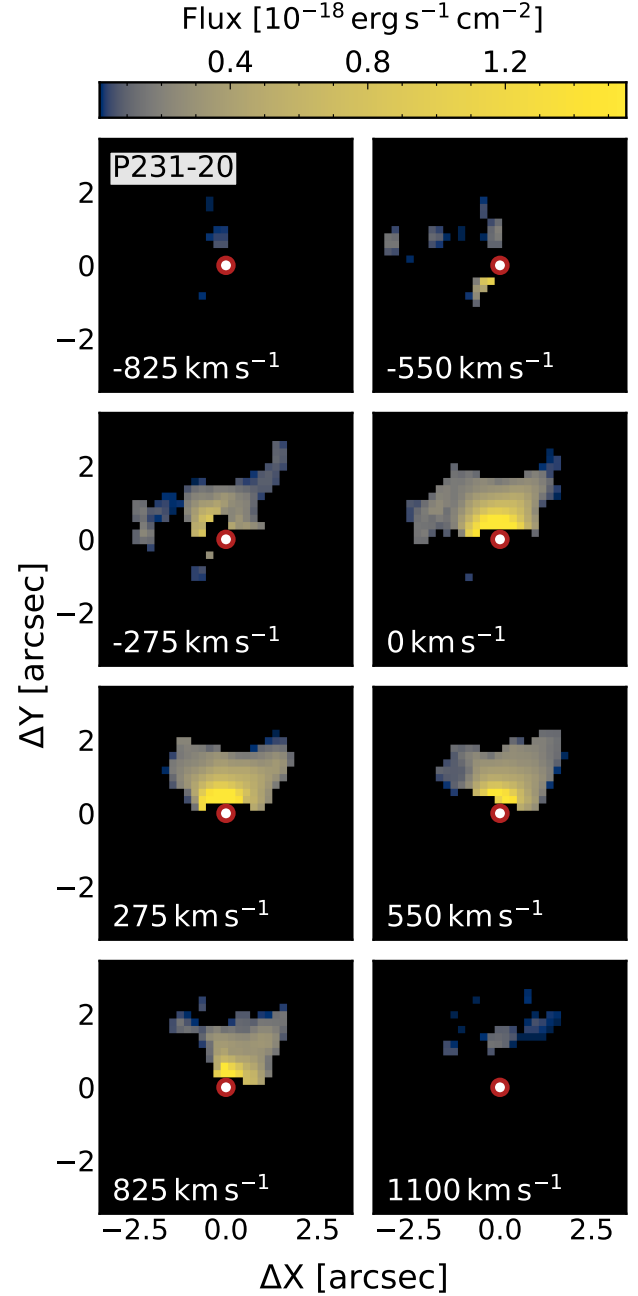 Flux [10⁻¹⁸ erg s⁻¹ cm⁻²]
0.4 0.8 1.2
P231-20
2
0
−2
-825 km s⁻¹ -550 km s⁻¹
2
0
−2
-275 km s⁻¹ 0 km s⁻¹
ΔY [arcsec]
2
0
−2
275 km s⁻¹ 550 km s⁻¹
2
0
−2
825 km s⁻¹ 1100 km s⁻¹
−2.5 0.0 2.5 −2.5 0.0 2.5
ΔX [arcsec]